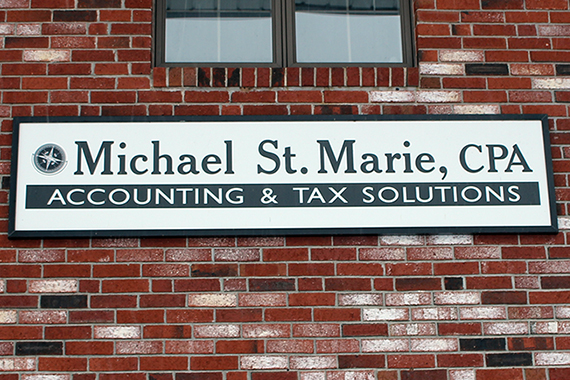 Michael St. Marie, CPA
ACCOUNTING & TAX SOLUTIONS